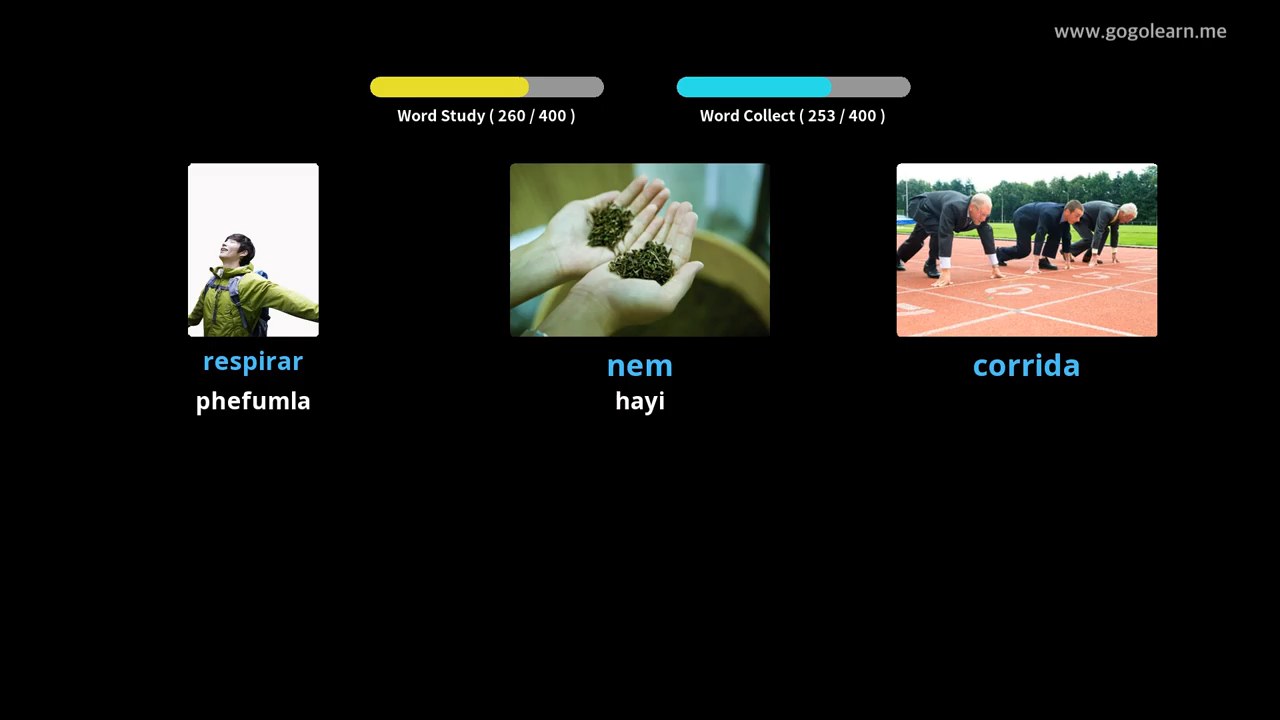 www.gogolearn.me
Word Study ( 260 / 400 )
Word Collect ( 253 / 400 )
respirar
phefumla
nem
hayi
corrida